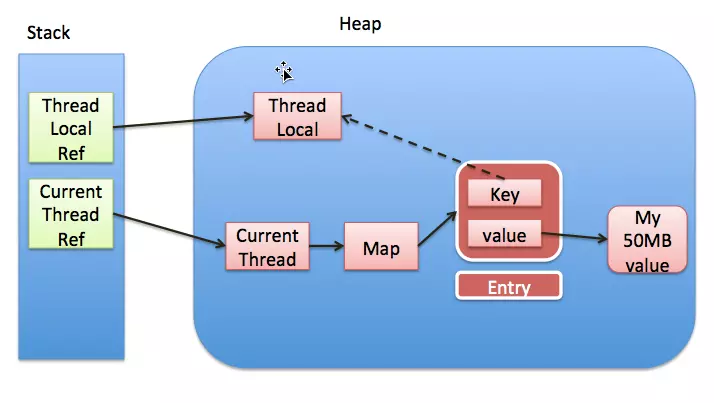 Stack
Heap
Thread
Local
Ref
Thread
Local
Current
Thread
Ref
Key
value
Current
Thread
Map
My
50MB
value
Entry